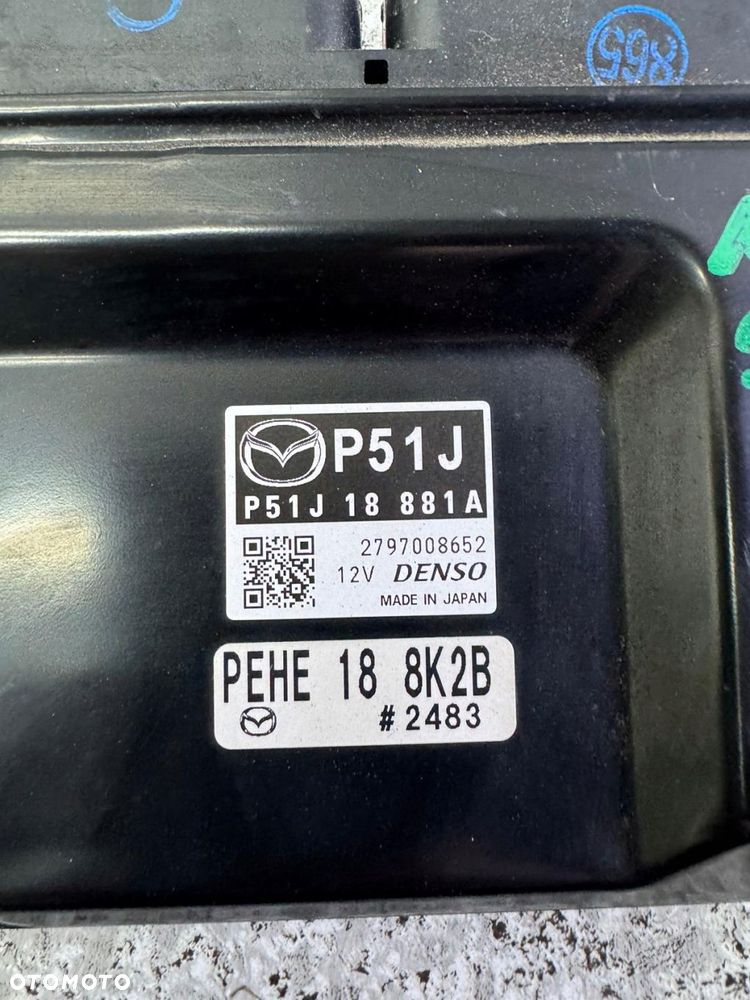 865
P51J
P51J 18 881A
2797008652
12V DENSO
MADE IN JAPAN
PEHE 18 8K2B
#2483
OTOMOTO